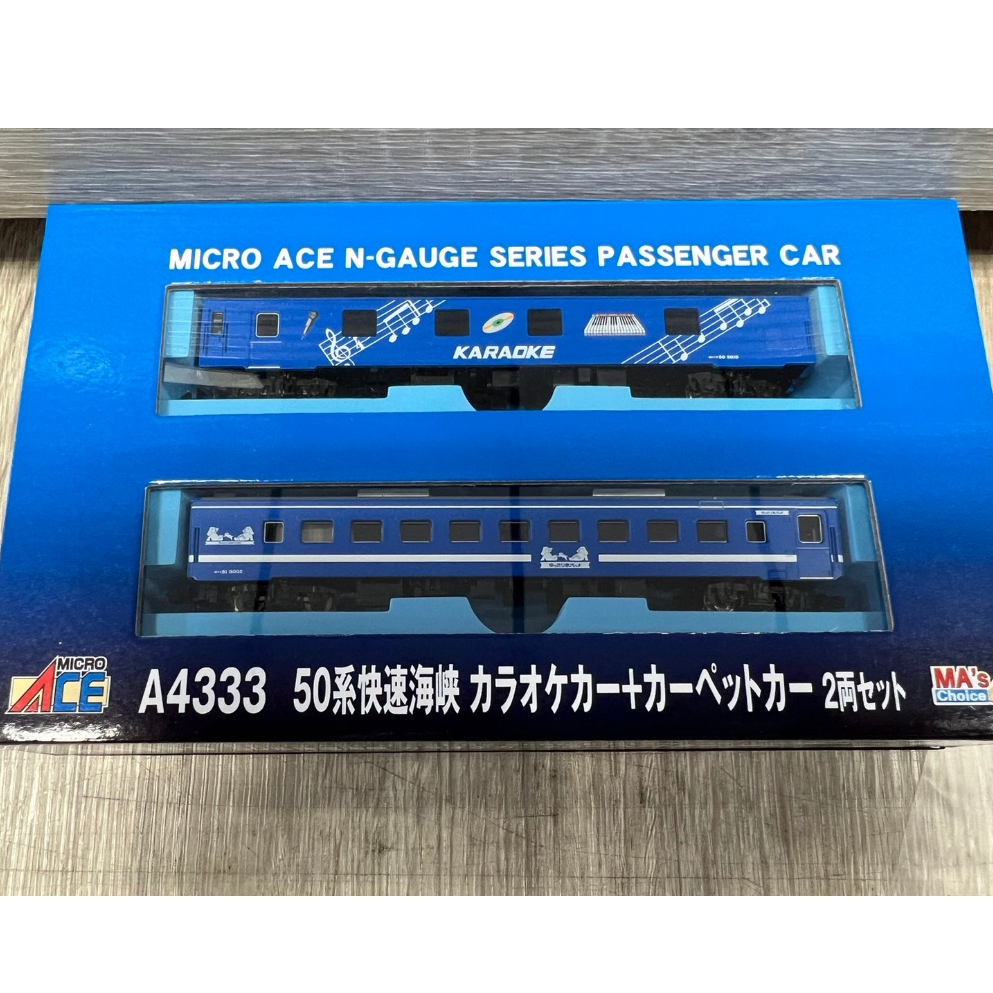 MICRO ACE N-GAUGE SERIES PASSENGER CAR
KARAOKE
MICRO
ACE
A4333 50系快速海峡 カラオケカー+カーペットカー 2両セット
MA's
Choice